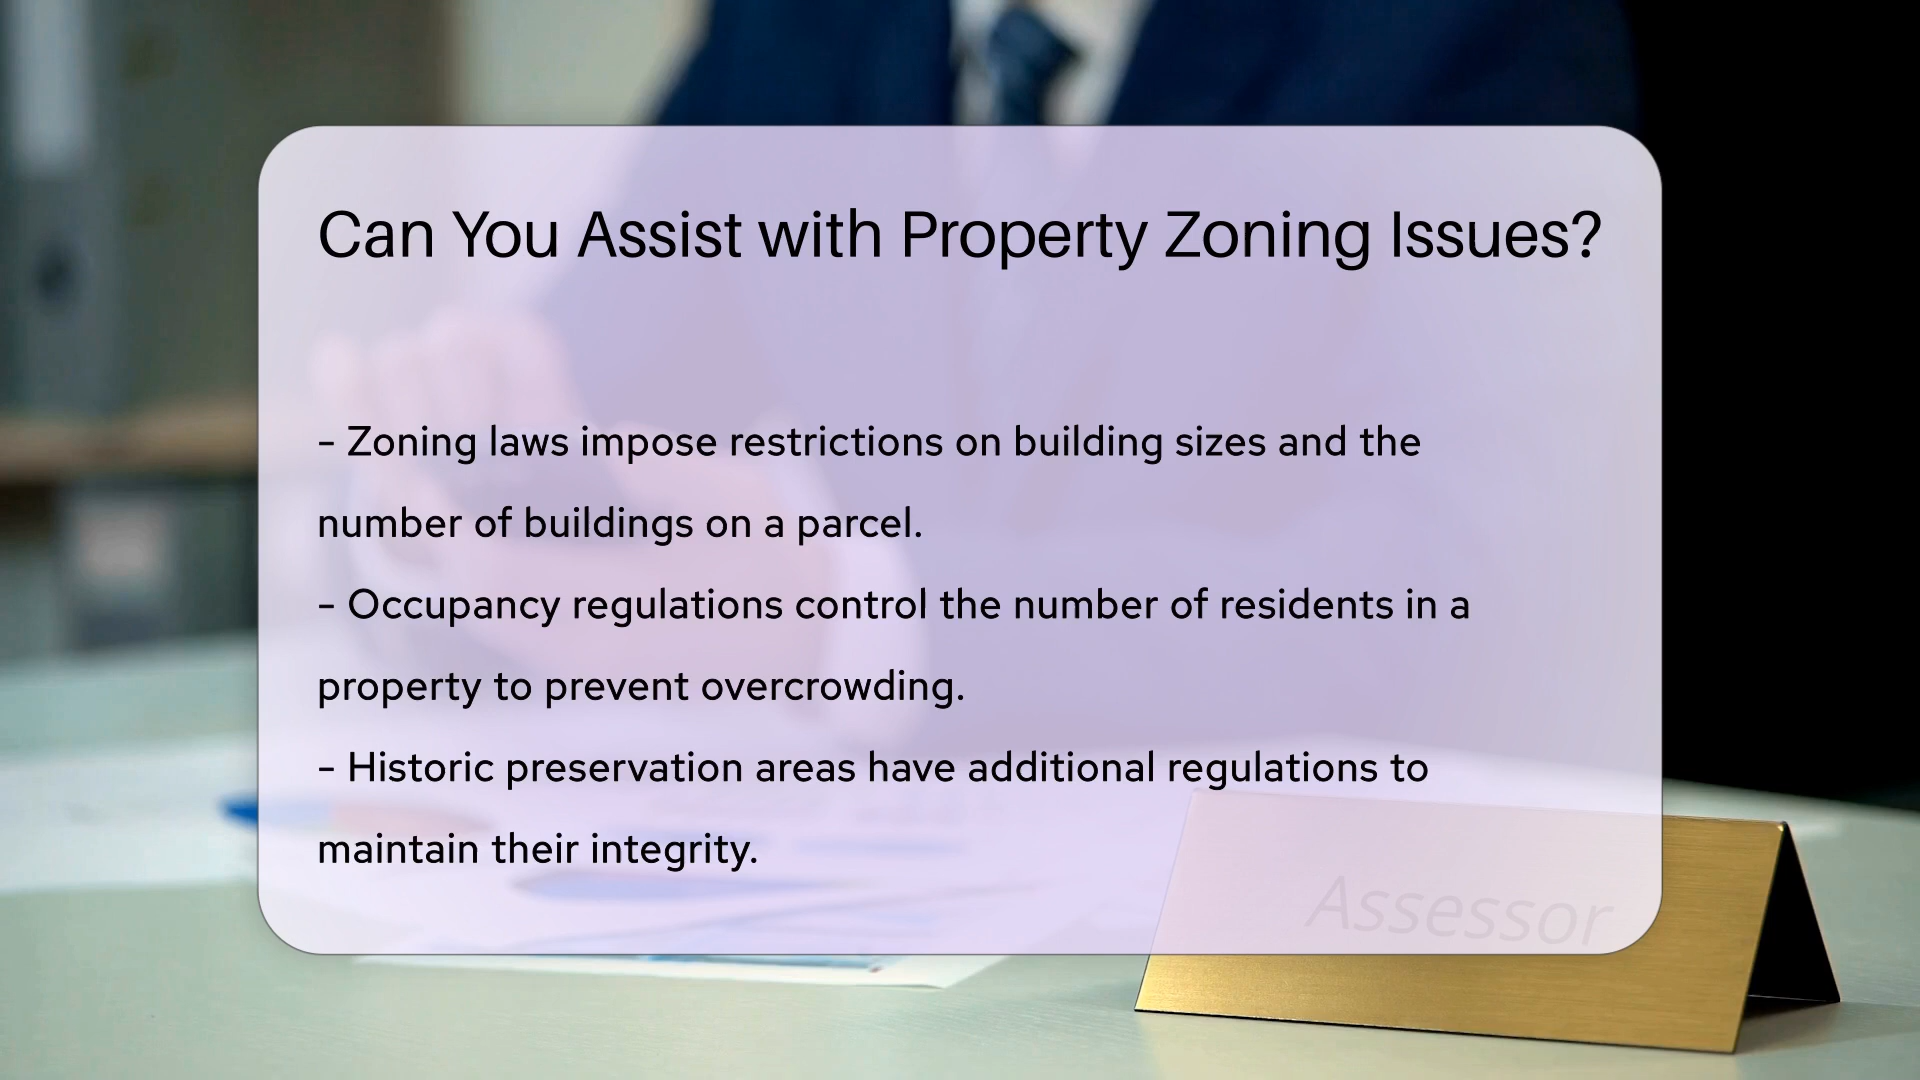 Can You Assist with Property Zoning Issues?
- Zoning laws impose restrictions on building sizes and the
number of buildings on a parcel.
- Occupancy regulations control the number of residents in a
property to prevent overcrowding.
- Historic preservation areas have additional regulations to
maintain their integrity.
Assessor